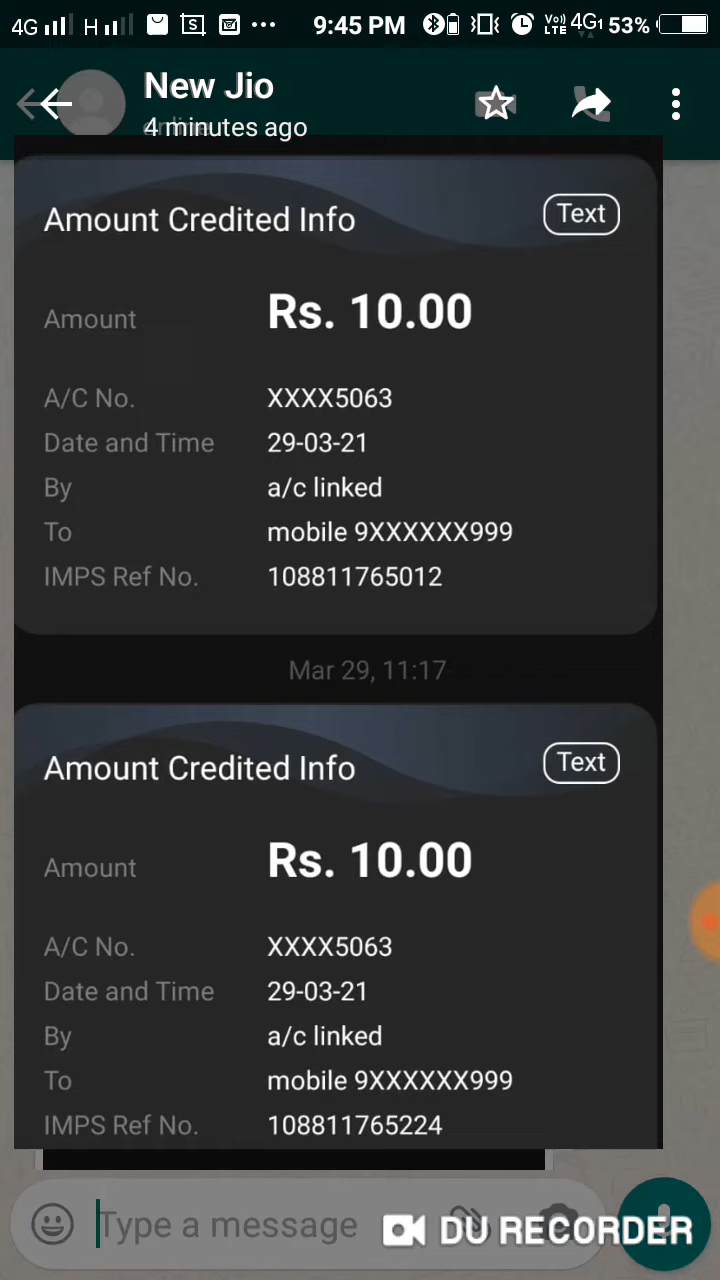 4G H 9:45 PM Vo)) LTE 4G1 53%
New Jio
4 minutes ago
Amount Credited Info Text
Amount Rs. 10.00
A/C No. XXXX5063
Date and Time 29-03-21
By a/c linked
To mobile 9XXXXXX999
IMPS Ref No. 108811765012
Mar 29, 11:17
Amount Credited Info Text
Amount Rs. 10.00
A/C No. XXXX5063
Date and Time 29-03-21
By a/c linked
To mobile 9XXXXXX999
IMPS Ref No. 108811765224
Type a message DU RECORDER